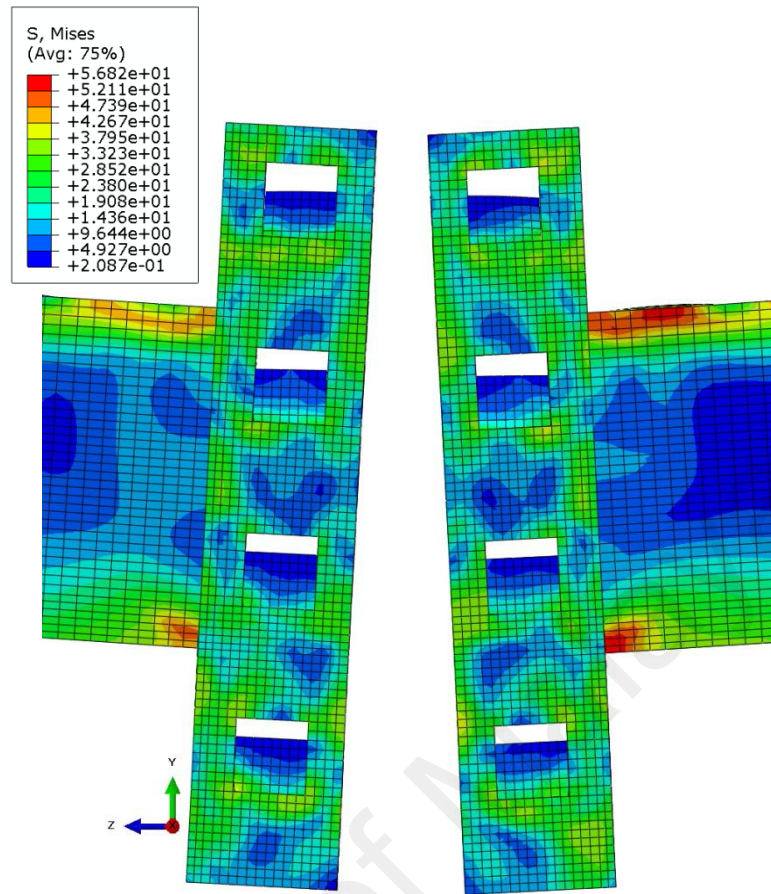 S, Mises
(Avg: 75%)
+5.682e+01
+5.211e+01
+4.739e+01
+4.267e+01
+3.795e+01
+3.323e+01
+2.852e+01
+2.380e+01
+1.908e+01
+1.436e+01
+9.644e+00
+4.927e+00
+2.087e-01
Y
Z
X
of